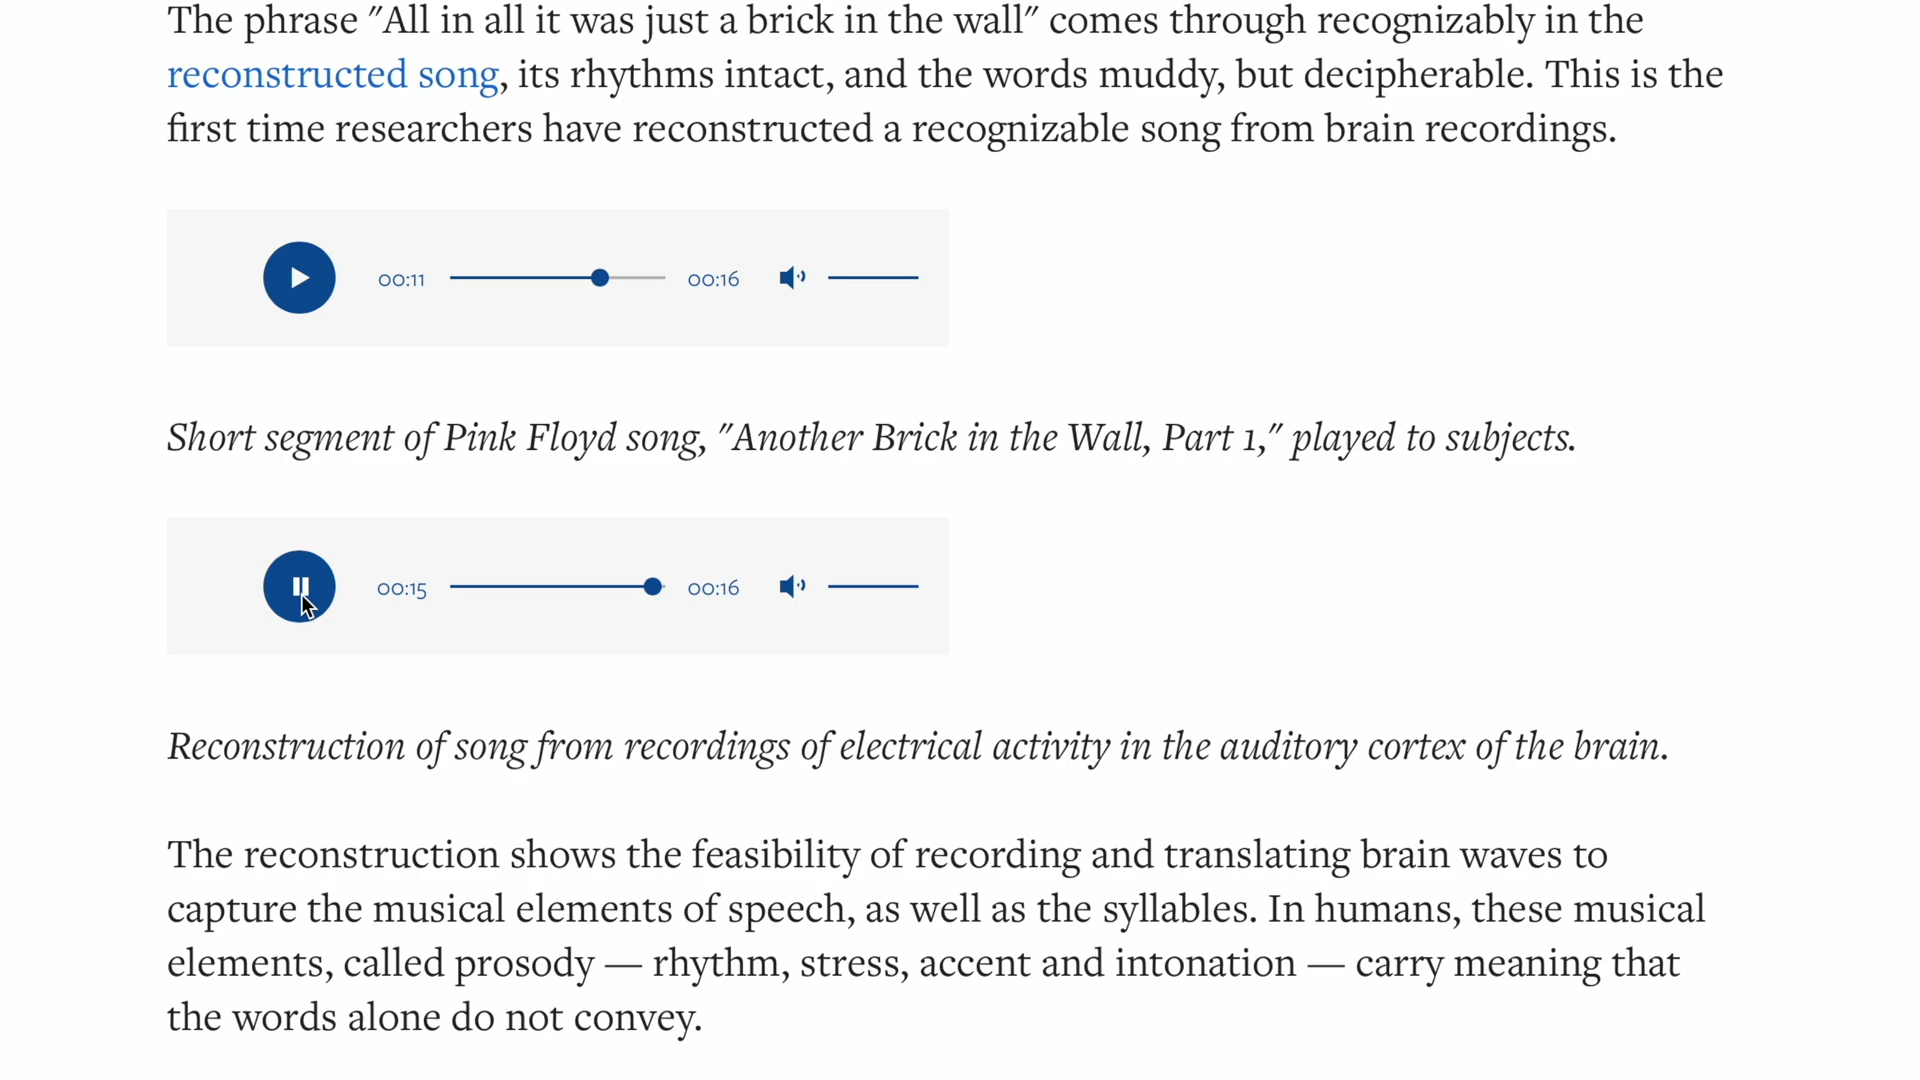 The phrase "All in all it was just a brick in the wall" comes through recognizably in the
reconstructed song, its rhythms intact, and the words muddy, but decipherable. This is the
first time researchers have reconstructed a recognizable song from brain recordings.
00:11 00:16
Short segment of Pink Floyd song, "Another Brick in the Wall, Part 1," played to subjects.
00:15 00:16
Reconstruction of song from recordings of electrical activity in the auditory cortex of the brain.
The reconstruction shows the feasibility of recording and translating brain waves to
capture the musical elements of speech, as well as the syllables. In humans, these musical
elements, called prosody — rhythm, stress, accent and intonation — carry meaning that
the words alone do not convey.